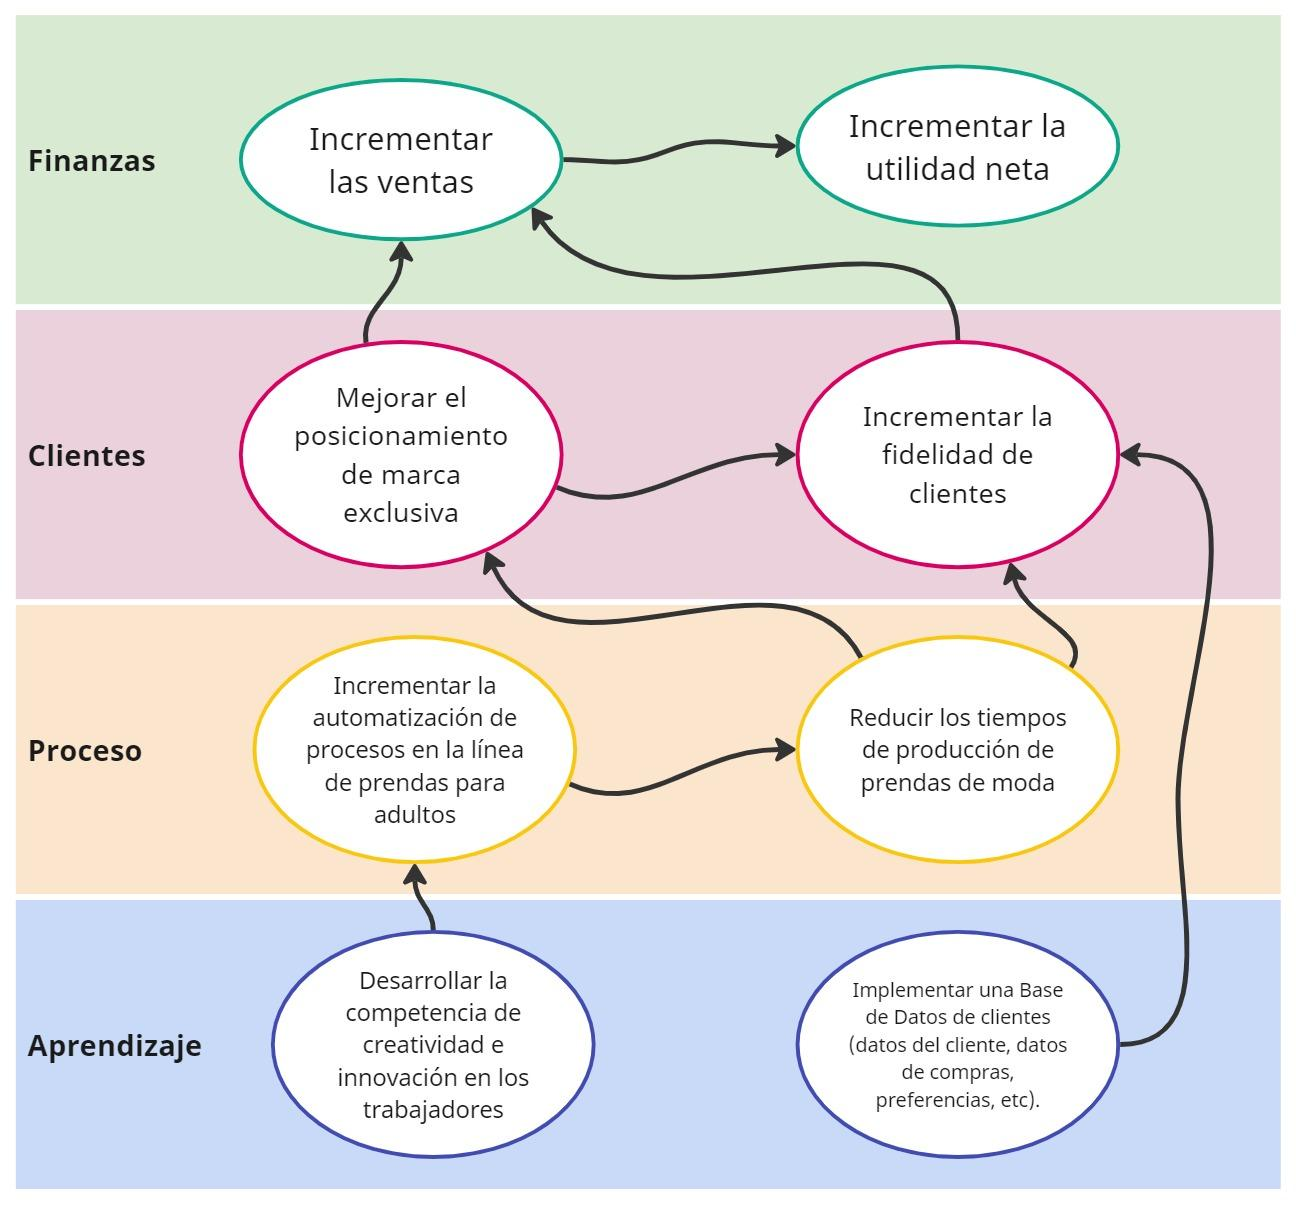 Finanzas
Incrementar
las ventas
Incrementar la
utilidad neta
Clientes
Mejorar el
posicionamiento
de marca
exclusiva
Incrementar la
fidelidad de
clientes
Proceso
Incrementar la
automatización de
procesos en la línea
de prendas para
adultos
Reducir los tiempos
de producción de
prendas de moda
Aprendizaje
Desarrollar la
competencia de
creatividad e
innovación en los
trabajadores
Implementar una Base
de Datos de clientes
(datos del cliente, datos
de compras,
preferencias, etc).